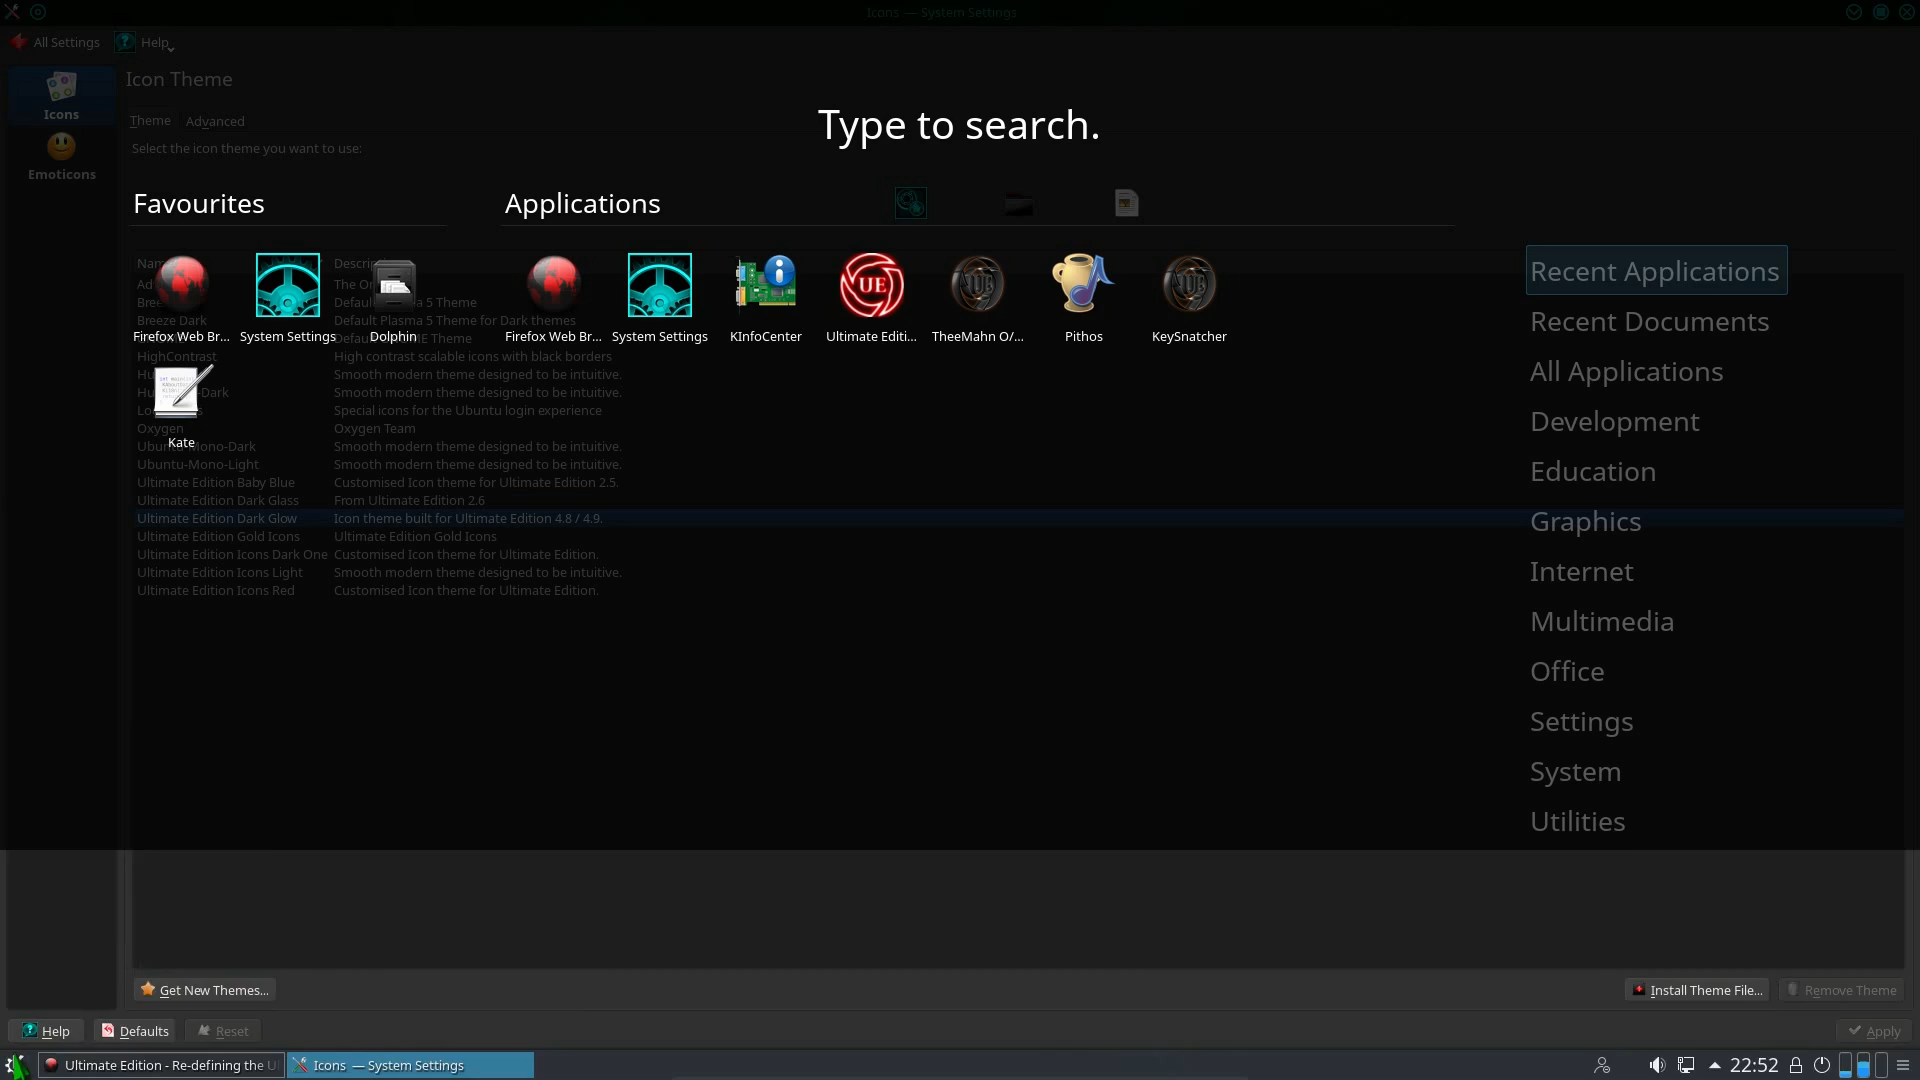 Icons — System Settings
All Settings
Help
Icon Theme
Icons
Theme
Advanced
Type to search.
Select the icon theme you want to use:
Emoticons
Favourites
Applications
Recent Applications
Firefox Web Br...
System Settings
Dolphin
Firefox Web Br...
System Settings
KInfoCenter
Ultimate Editi...
TheeMahn O/...
Pithos
KeySnatcher
Recent Documents
All Applications
Development
Education
Graphics
Internet
Multimedia
Office
Settings
System
Utilities
Kate
Breeze Dark
Default Plasma 5 Theme for Dark themes
HighContrast
High contrast scalable icons with black borders
Smooth modern theme designed to be intuitive.
Smooth modern theme designed to be intuitive.
Special icons for the Ubuntu login experience
Oxygen
Oxygen Team
Ubuntu-Mono-Dark
Smooth modern theme designed to be intuitive.
Ubuntu-Mono-Light
Smooth modern theme designed to be intuitive.
Ultimate Edition Baby Blue
Customised Icon theme for Ultimate Edition 2.5.
Ultimate Edition Dark Glass
From Ultimate Edition 2.6
Ultimate Edition Dark Glow
Icon theme built for Ultimate Edition 4.8 / 4.9.
Ultimate Edition Gold Icons
Ultimate Edition Gold Icons
Ultimate Edition Icons Dark One
Customised Icon theme for Ultimate Edition.
Ultimate Edition Icons Light
Smooth modern theme designed to be intuitive.
Ultimate Edition Icons Red
Customised Icon theme for Ultimate Edition.
Get New Themes...
Install Theme File...
Remove Theme
Help
Defaults
Reset
Apply
Ultimate Edition - Re-defining the U
Icons — System Settings
22:52